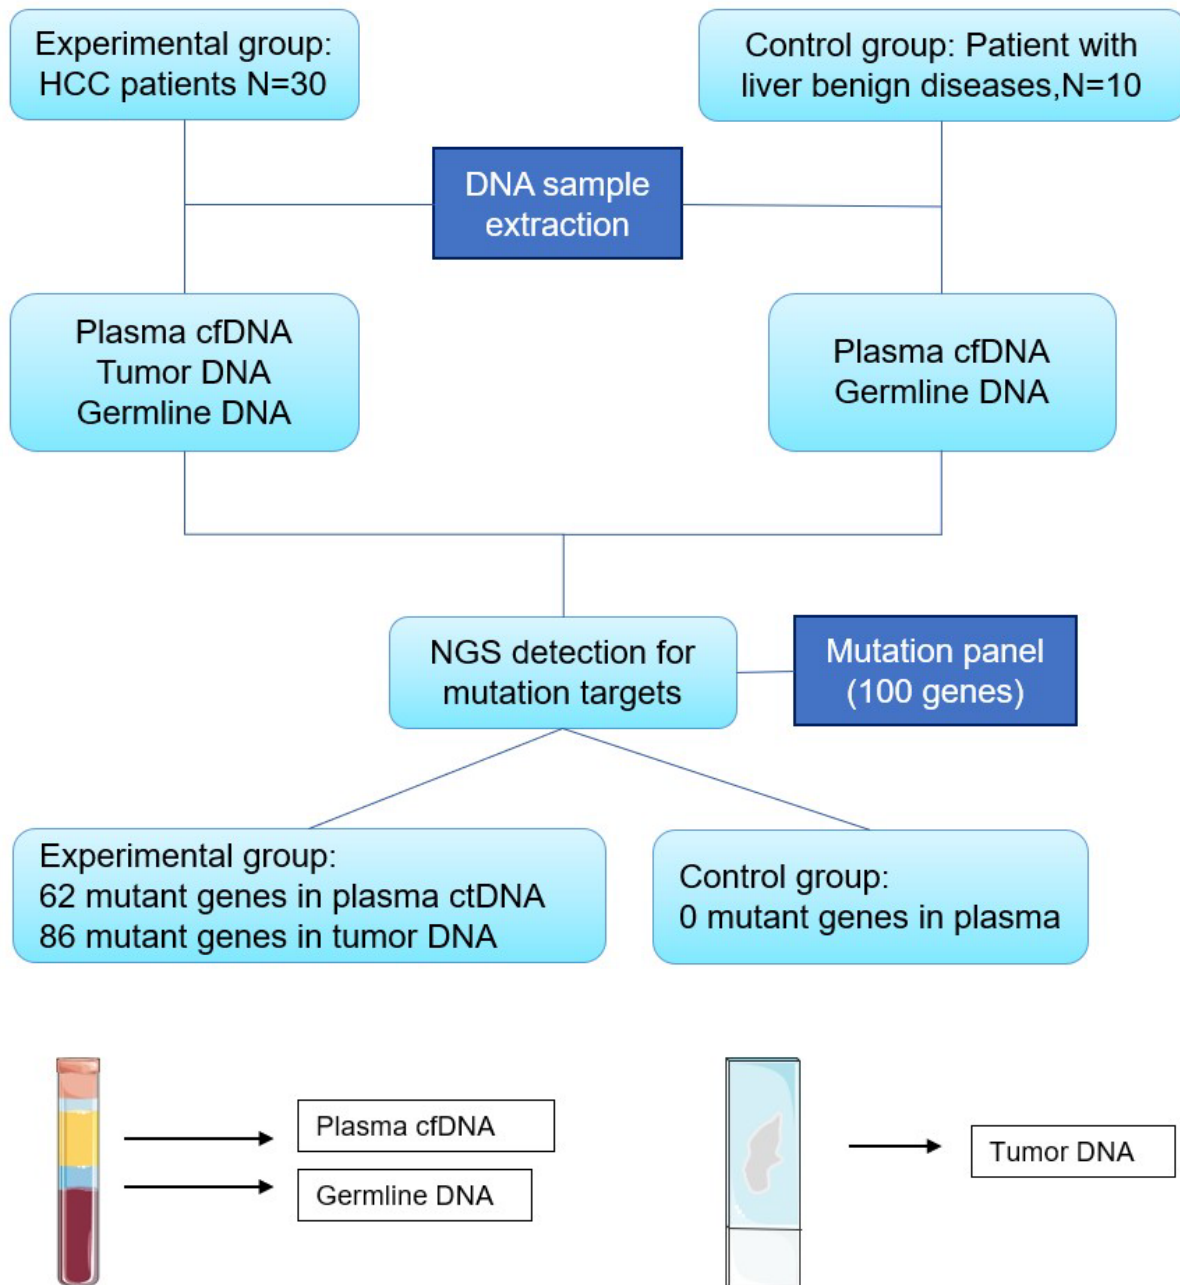 Experimental group:
HCC patients N=30
Control group: Patient with
liver benign diseases,N=10
DNA sample
extraction
Plasma cfDNA
Tumor DNA
Germline DNA
Plasma cfDNA
Germline DNA
NGS detection for
mutation targets
Mutation panel
(100 genes)
Experimental group:
62 mutant genes in plasma ctDNA
86 mutant genes in tumor DNA
Control group:
0 mutant genes in plasma
Plasma cfDNA
Germline DNA
Tumor DNA